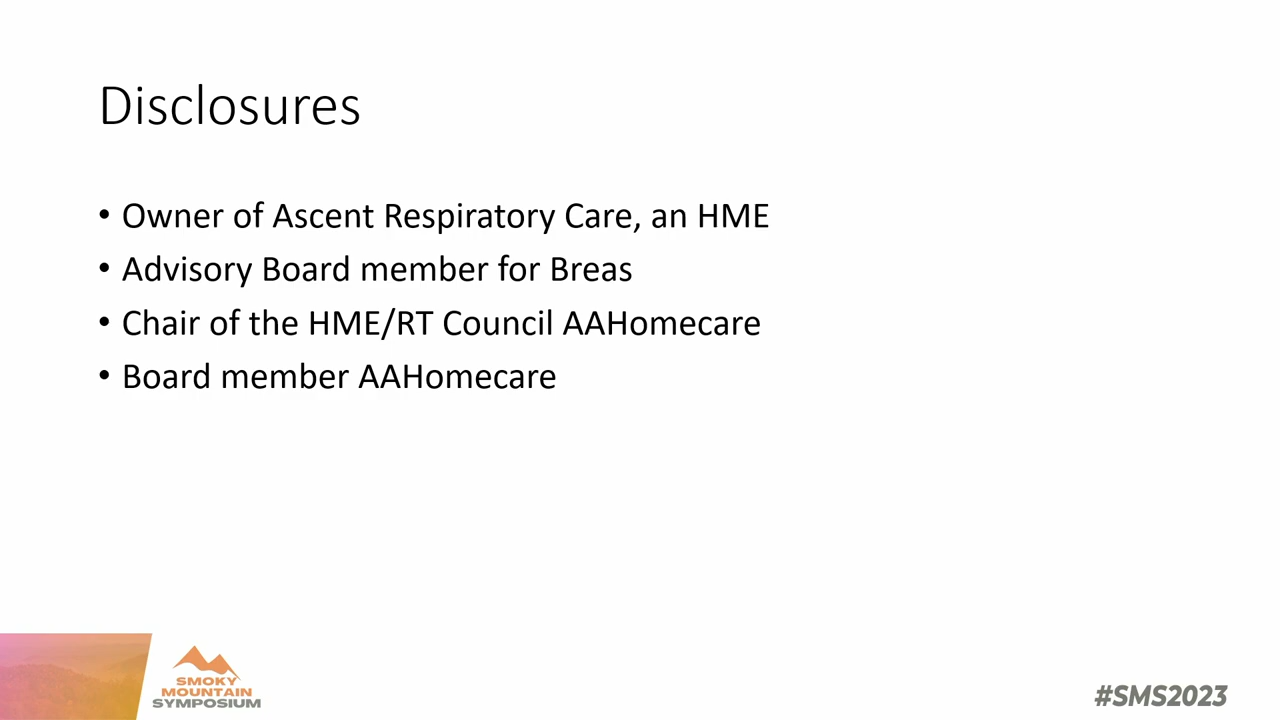 Disclosures
• Owner of Ascent Respiratory Care, an HME
• Advisory Board member for Breas
• Chair of the HME/RT Council AAHomecare
• Board member AAHomecare
SMOKY
MOUNTAIN
SYMPOSIUM
#SMS2023